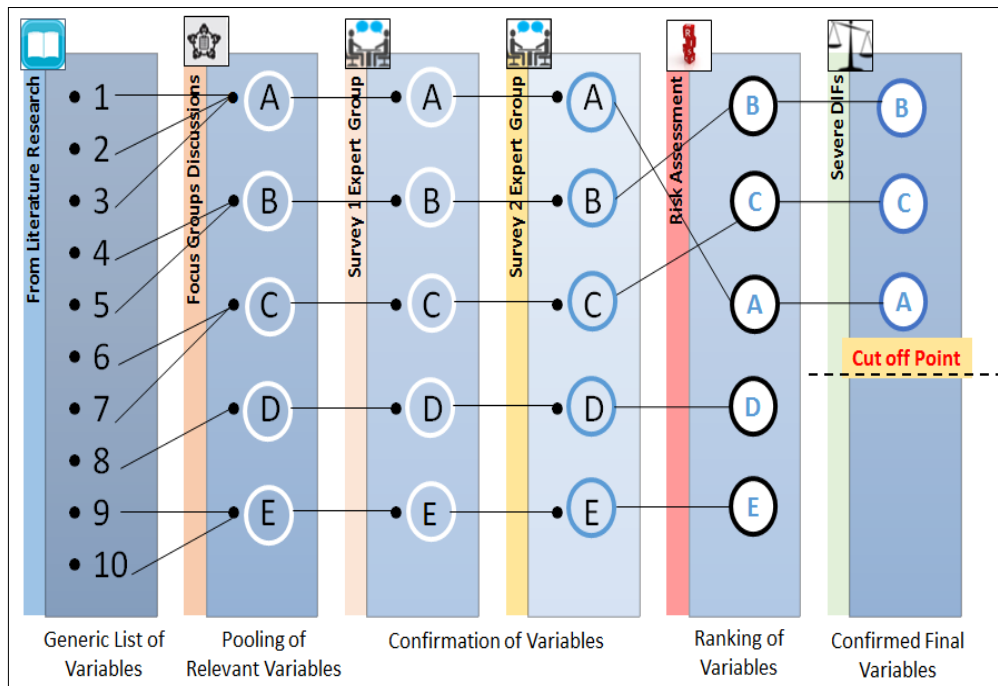 From Literature Research
1
2
3
4
5
6
7
8
9
10
Generic List of
Variables
Focus Groups Discussions
A
B
C
D
E
Pooling of
Relevant Variables
Survey 1 Expert Group
A
B
C
D
E
Survey 2 Expert Group
A
B
C
D
E
Confirmation of Variables
Risk Assessment
B
C
A
D
E
Ranking of
Variables
Severe DIFs
B
C
A
Cut off Point
Confirmed Final
Variables